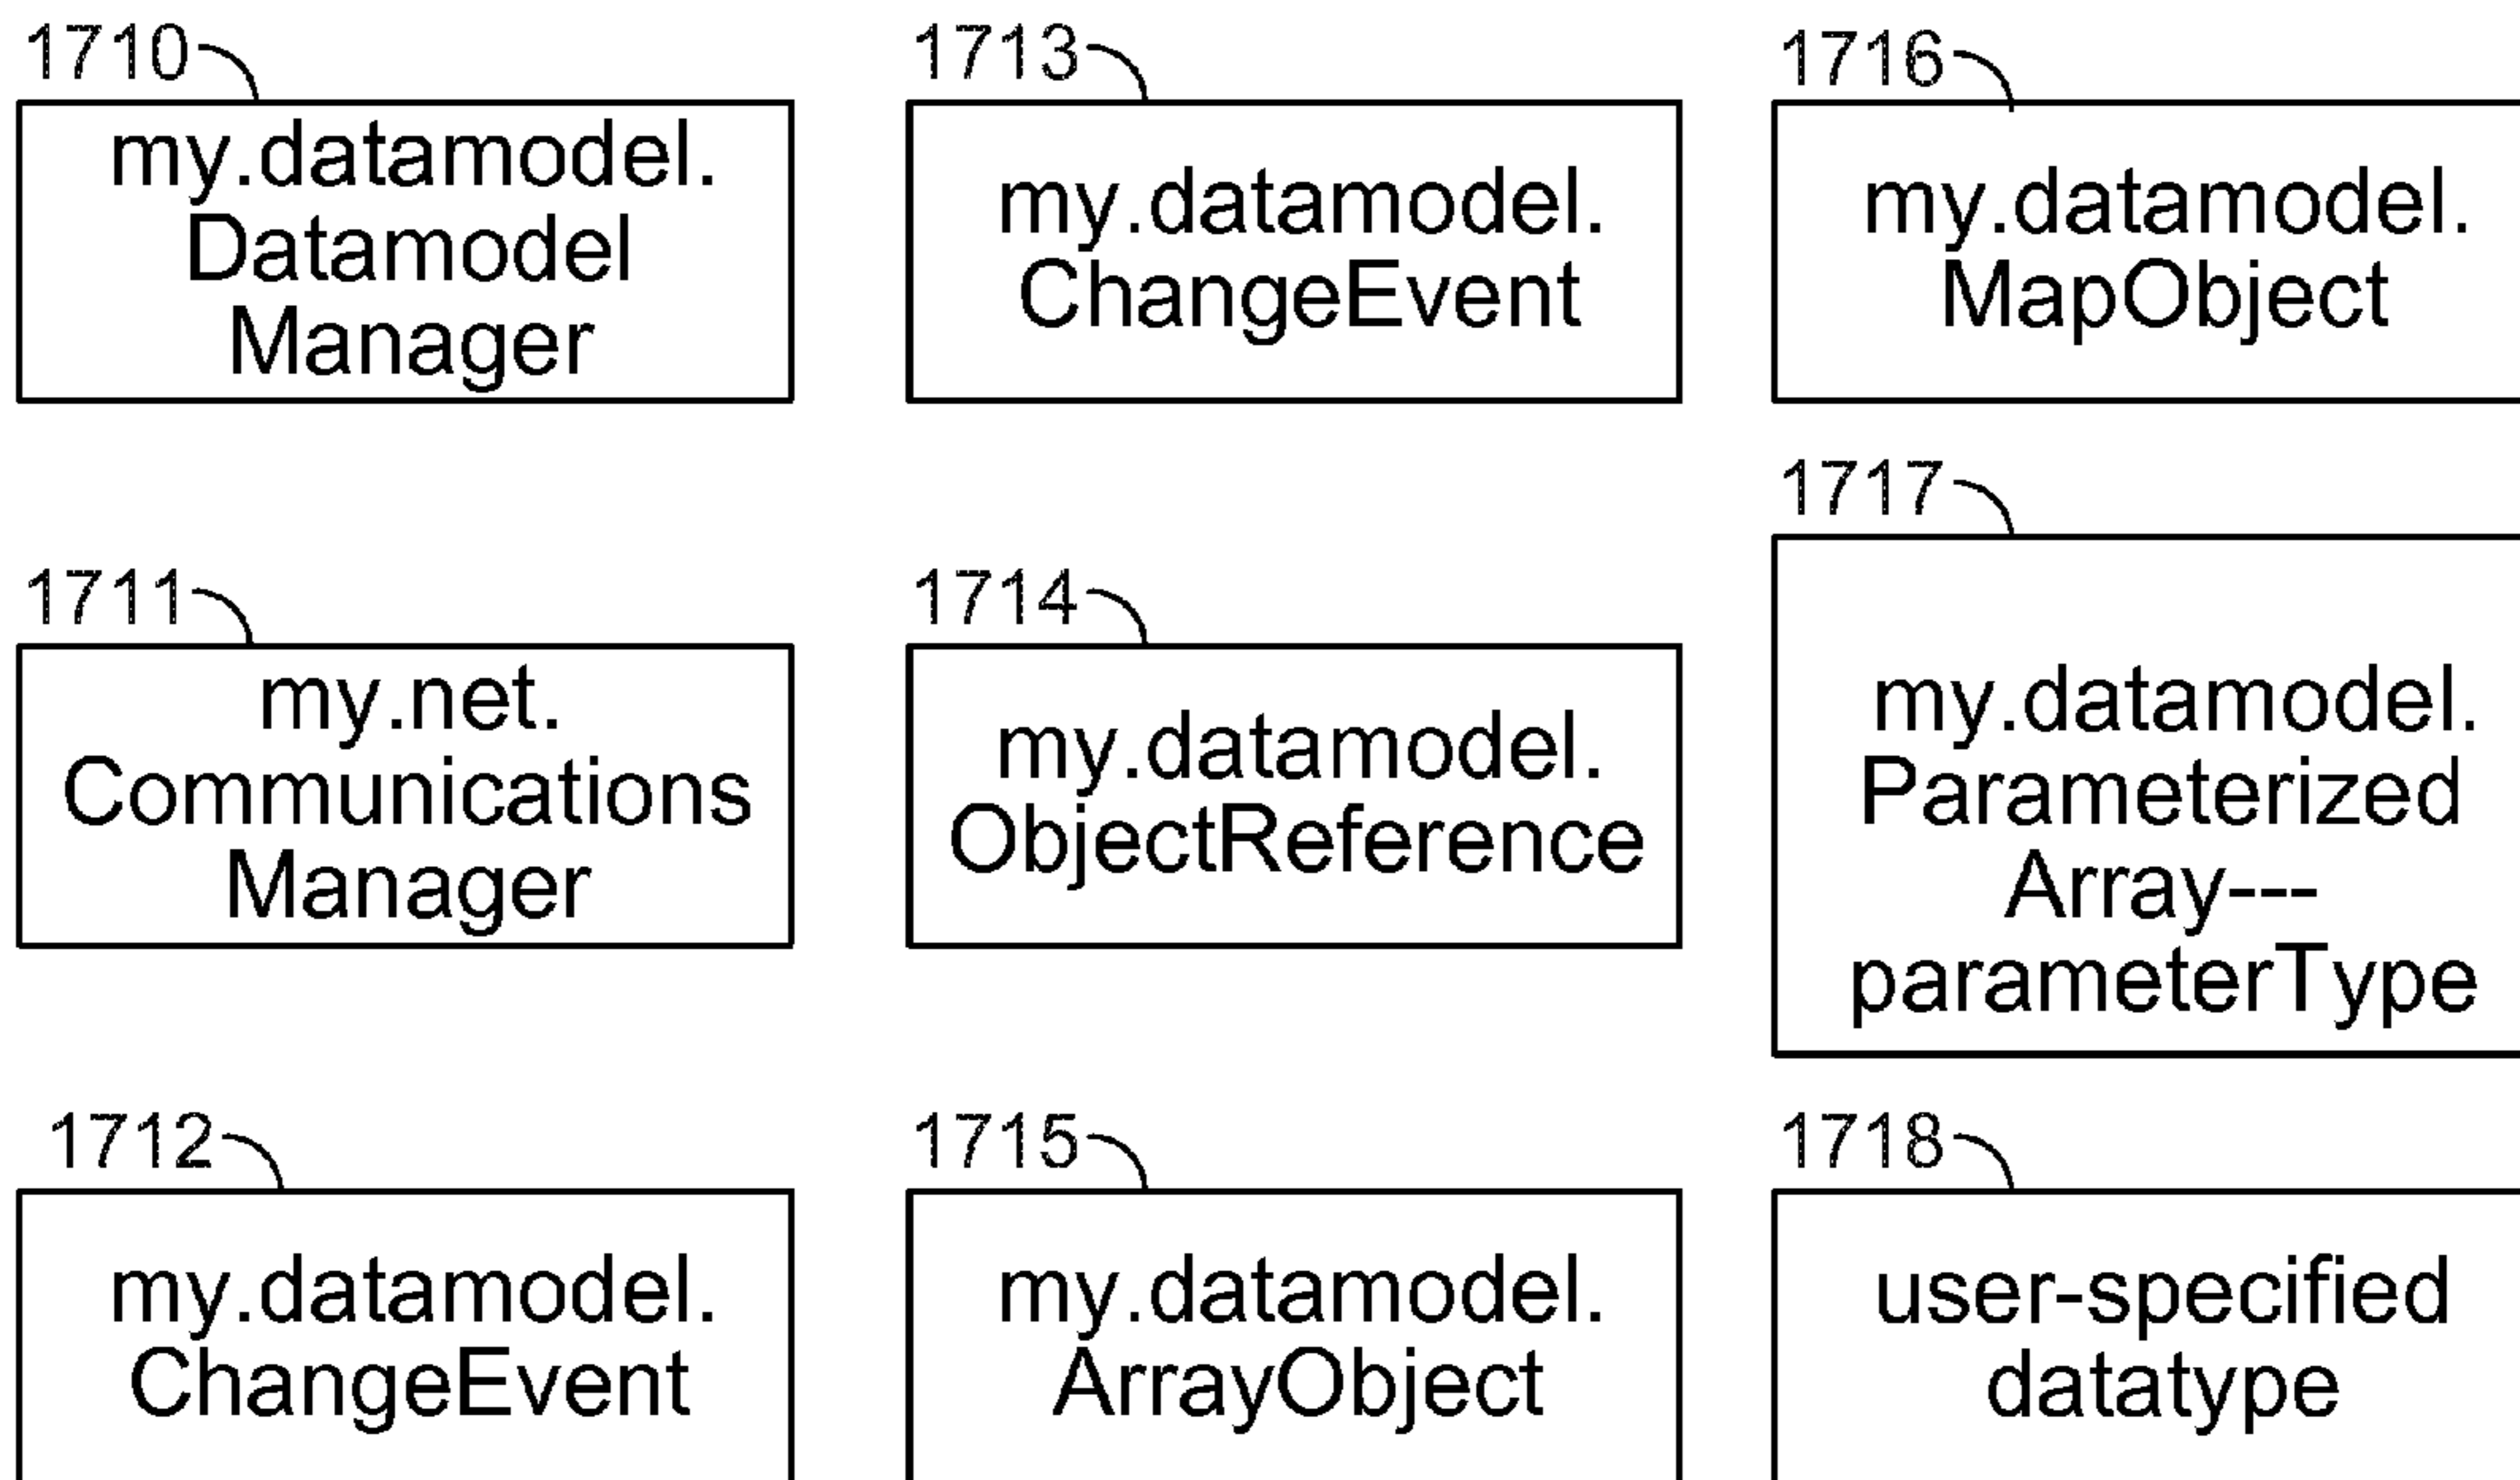 1710
my.datamodel.
Datamodel
Manager
1713
my.datamodel.
ChangeEvent
1716
my.datamodel.
MapObject
1711
my.net.
Communications
Manager
1714
my.datamodel.
ObjectReference
1717
my.datamodel.
Parameterized
Array---
parameterType
1712
my.datamodel.
ChangeEvent
1715
my.datamodel.
ArrayObject
1718
user-specified
datatype